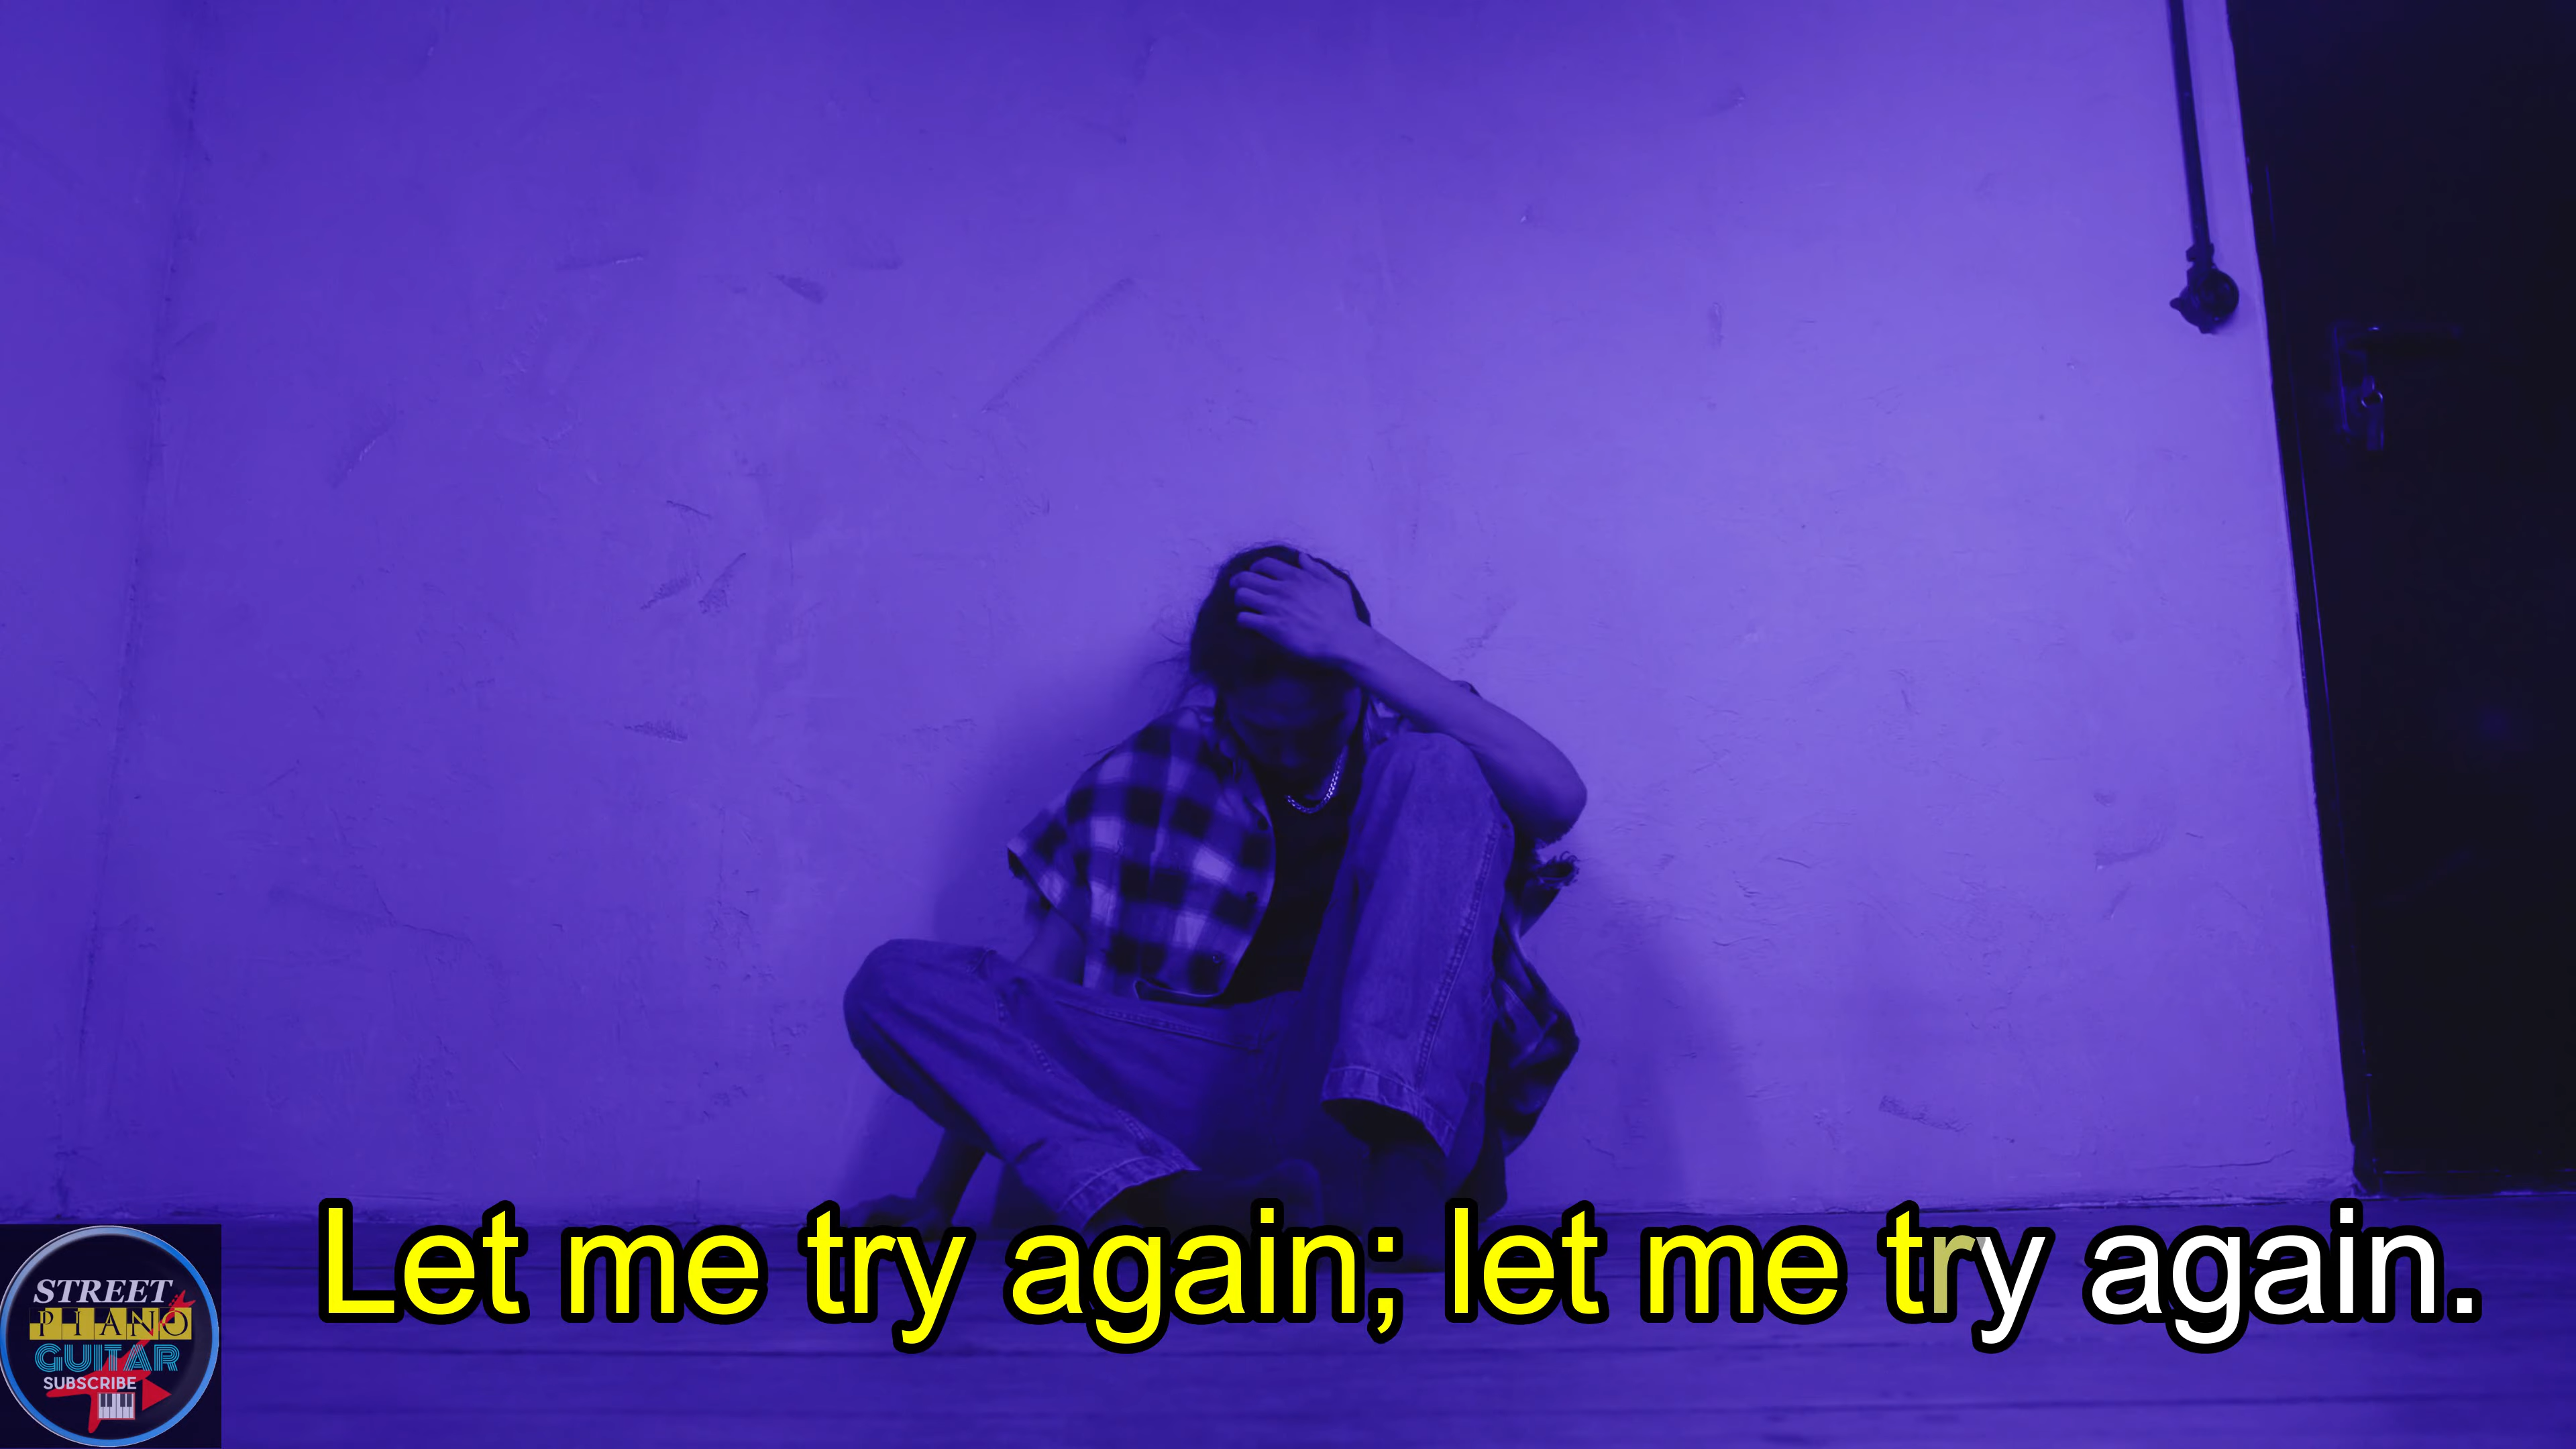 Let me try again; let me try again.
STREET
PIANO
GUITAR
SUBSCRIBE